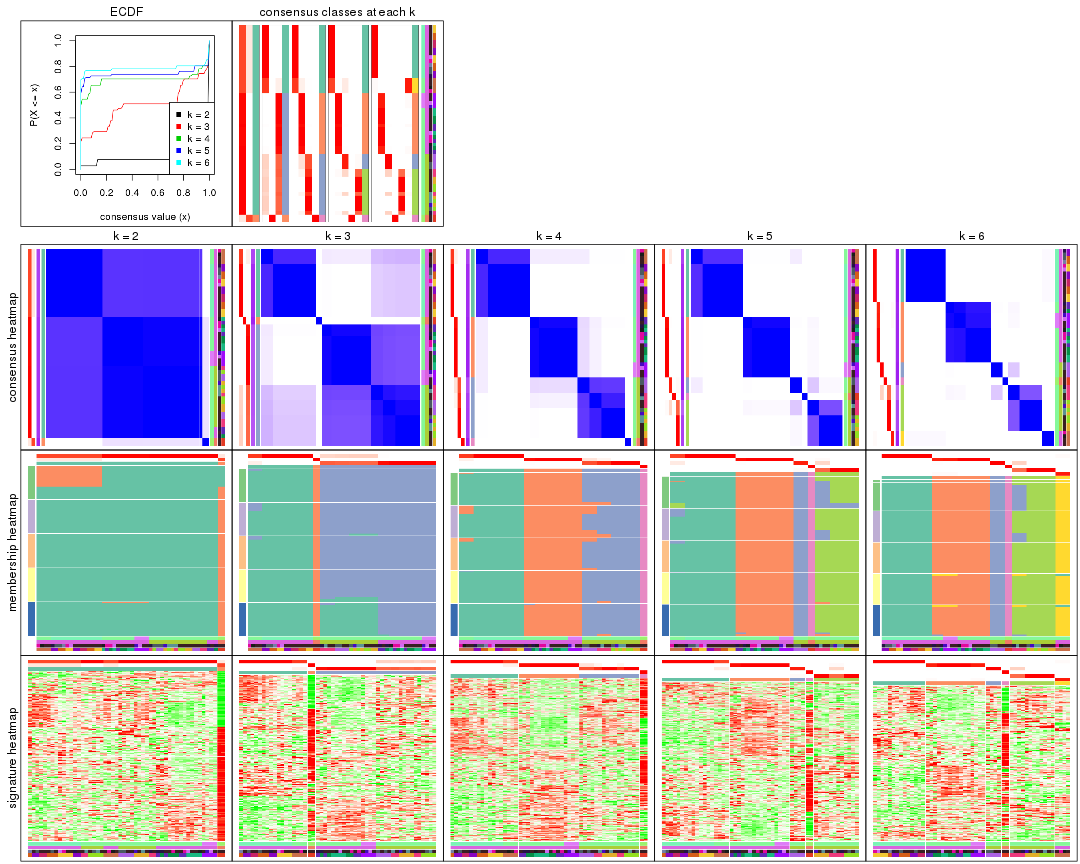 ECDF
consensus classes at each k
P(X <= x)
0.0 0.2 0.4 0.6 0.8 1.0
k = 2
k = 3
k = 4
k = 5
k = 6
0.0 0.2 0.4 0.6 0.8 1.0
consensus value (x)
k = 2 k = 3 k = 4 k = 5 k = 6
consensus heatmap
membership heatmap
signature heatmap